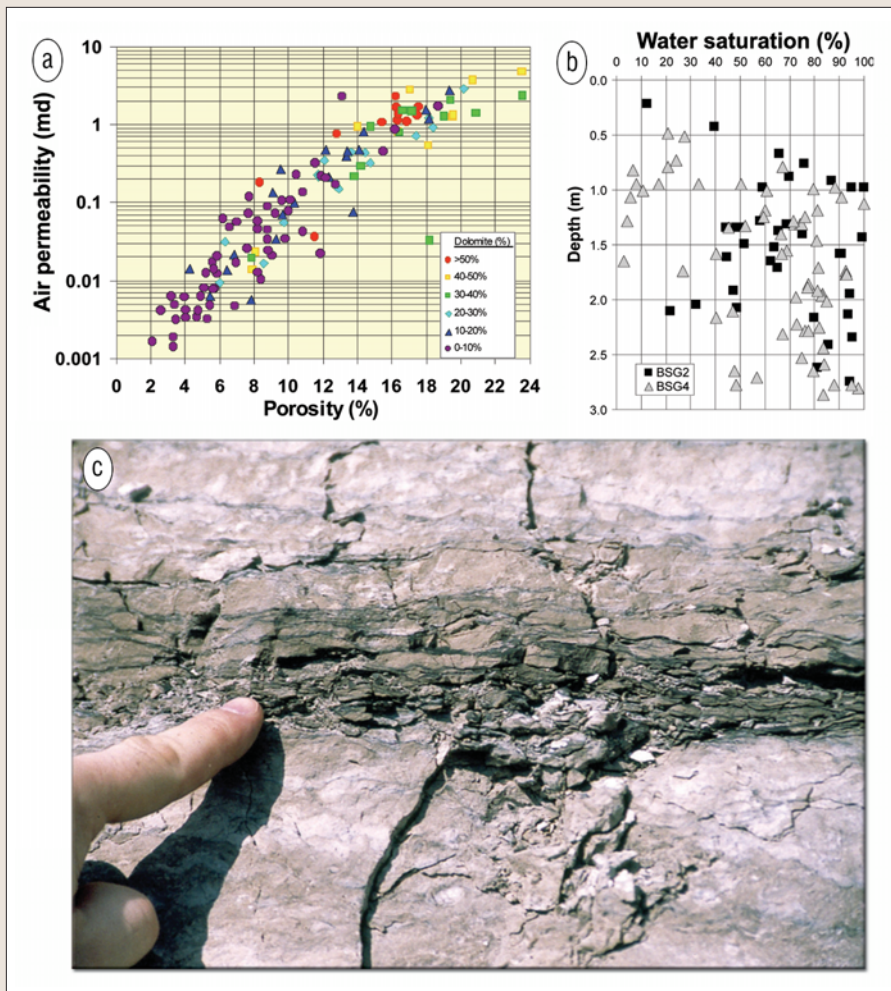 a
Air permeability (md)
10
1
0.1
0.01
0.001
0 2 4 6 8 10 12 14 16 18 20 22 24
Porosity (%)
Dolomite (%)
>50%
40-50%
30-40%
20-30%
10-20%
0-10%
b
Water saturation (%)
0 10 20 30 40 50 60 70 80 90 100
Depth (m)
0.0
0.5
1.0
1.5
2.0
2.5
3.0
BSG2
BSG4
c